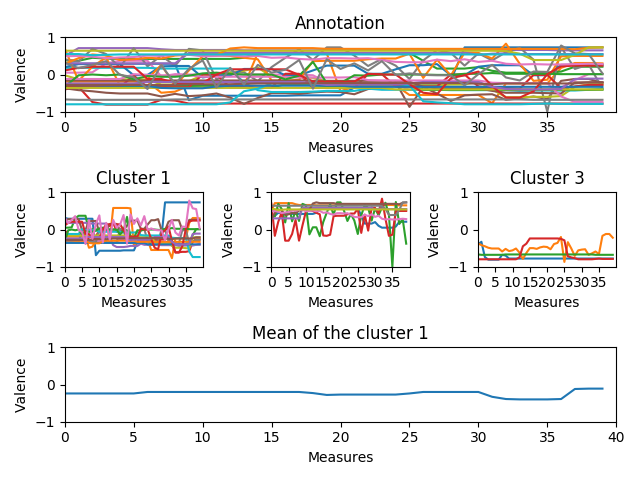 Annotation
1
0
−1
Valence
0 5 10 15 20 25 30 35
Measures
Cluster 1 Cluster 2 Cluster 3
1 1 1
0 0 0
−1 −1 −1
Valence Valence Valence
0 5 10 15 20 25 30 35 0 5 10 15 20 25 30 35 0 5 10 15 20 25 30 35
Measures Measures Measures
Mean of the cluster 1
1
0
−1
Valence
0 5 10 15 20 25 30 35 40
Measures